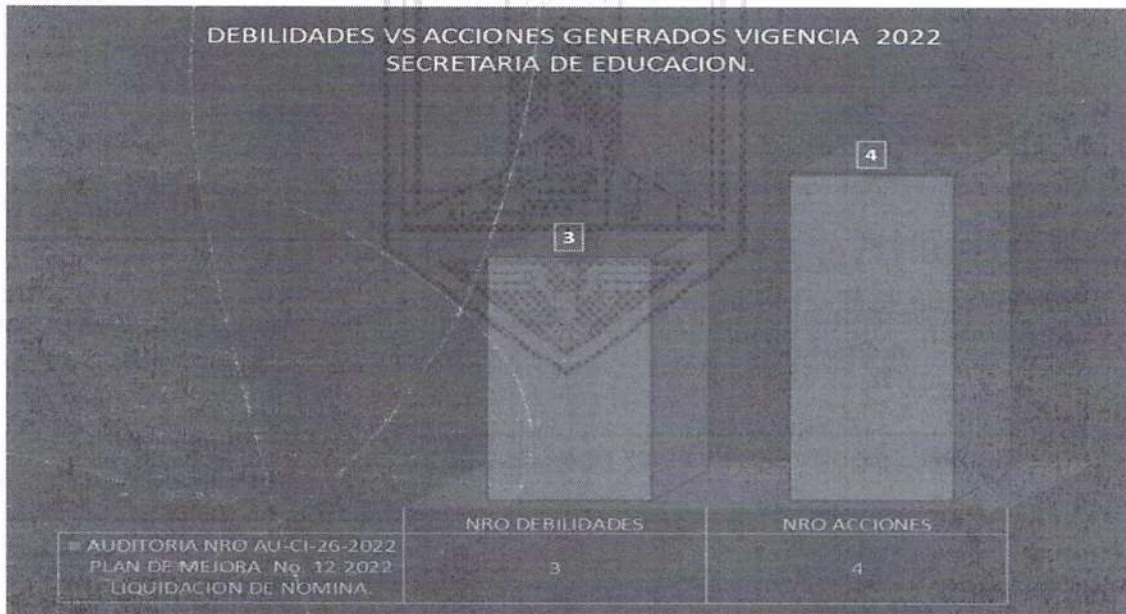 DEBILIDADES VS ACCIONES GENERADOS VIGENCIA 2022
SECRETARIA DE EDUCACION.
4
3
NRO DEBILIDADES NRO ACCIONES
AUDITORIA NRO AU-CI-26-2022
PLAN DE MEJORA No. 12-2022
LIQUIDACION DE NOMINA.
3 4